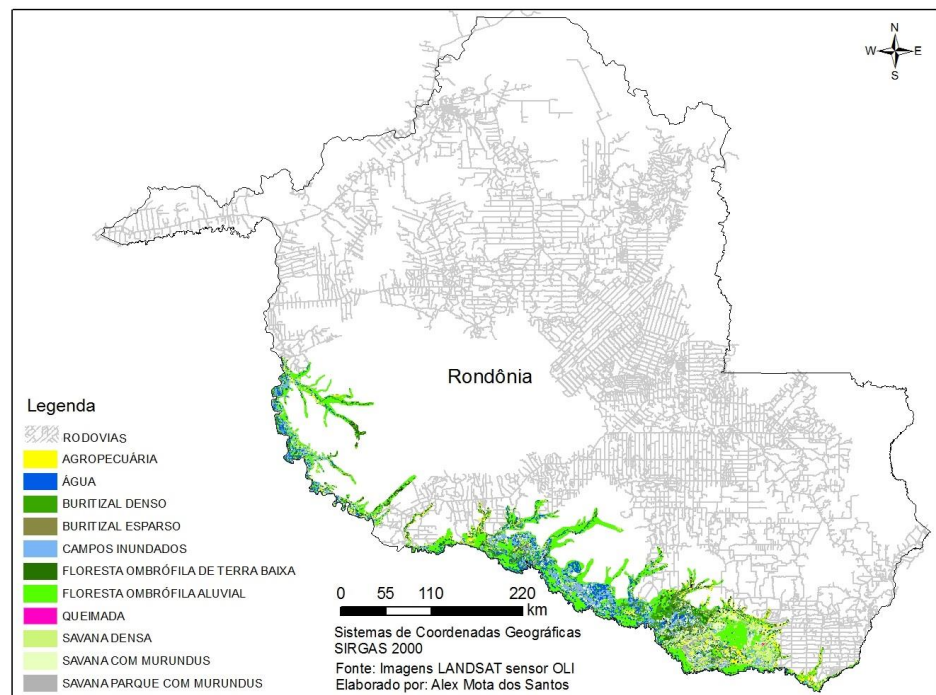 N
W E
S
Rondônia
Legenda
RODOVIAS
AGROPECUÁRIA
ÁGUA
BURITIZAL DENSO
BURITIZAL ESPARSO
CAMPOS INUNDADOS
FLORESTA OMBRÓFILA DE TERRA BAIXA
FLORESTA OMBRÓFILA ALUVIAL
QUEIMADA
SAVANA DENSA
SAVANA COM MURUNDUS
SAVANA PARQUE COM MURUNDUS
0 55 110 220
km
Sistemas de Coordenadas Geográficas
SIRGAS 2000
Fonte: Imagens LANDSAT sensor OLI
Elaborado por: Alex Mota dos Santos